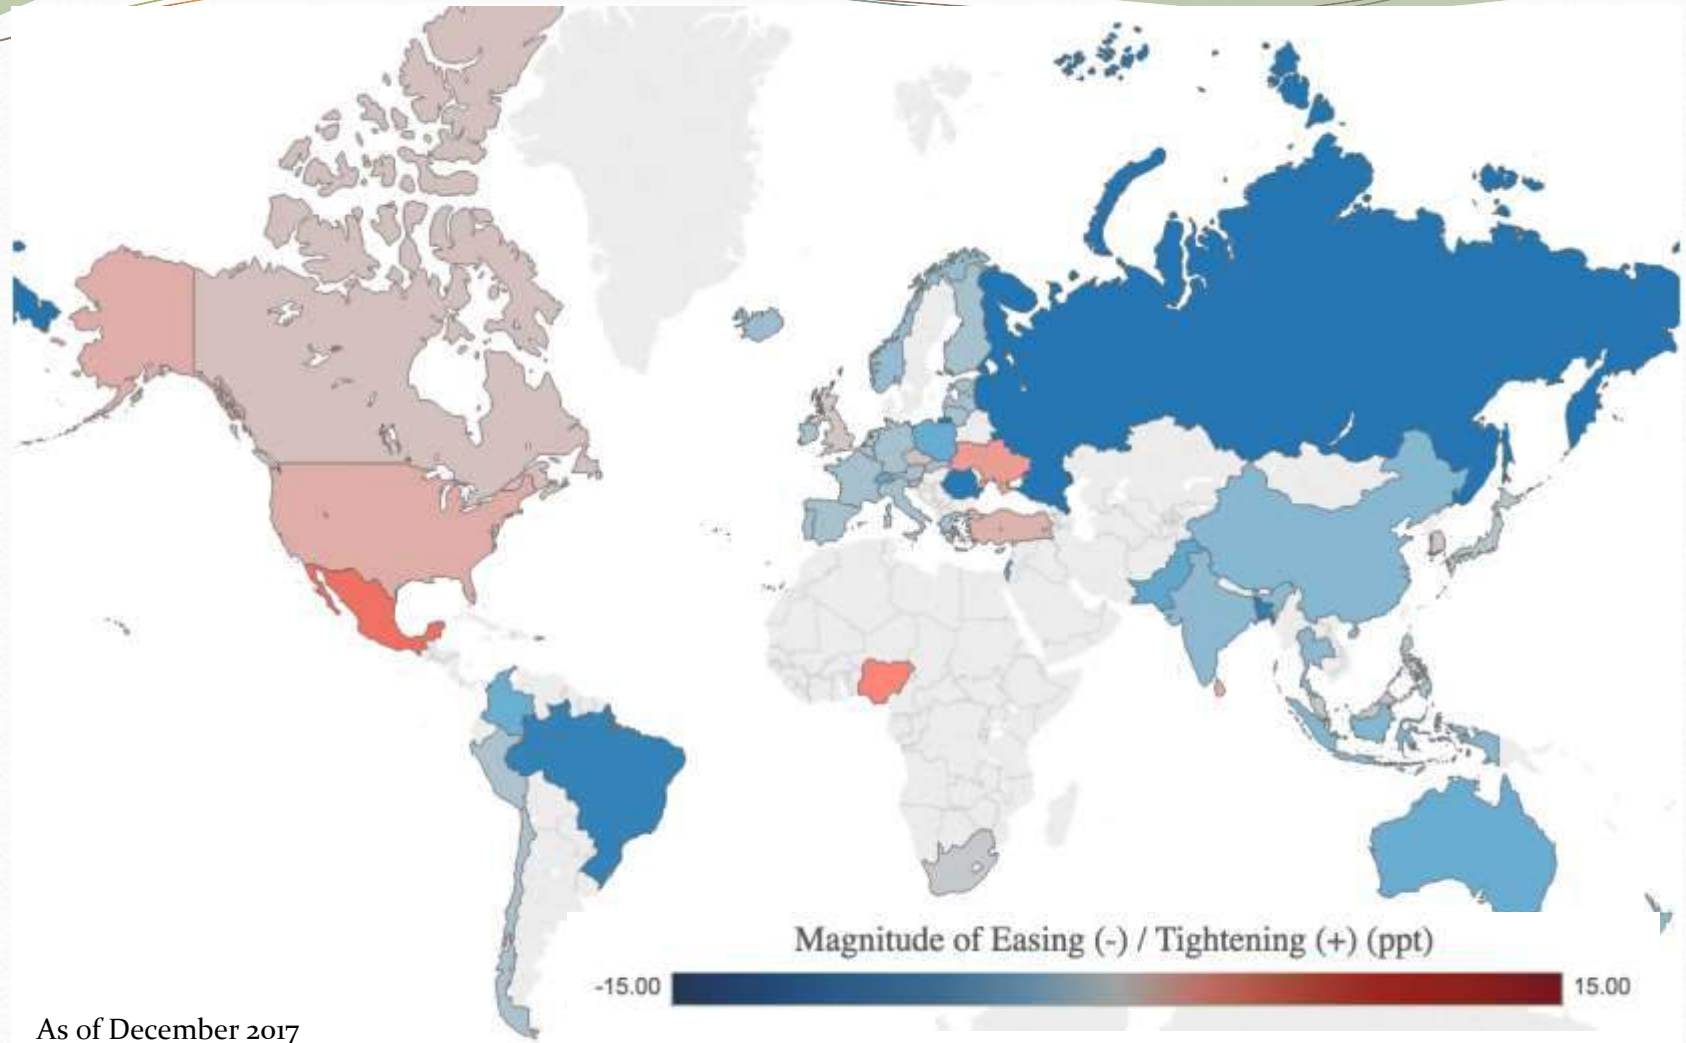 Magnitude of Easing (-) / Tightening (+) (ppt)
-15.00 15.00
As of December 2017